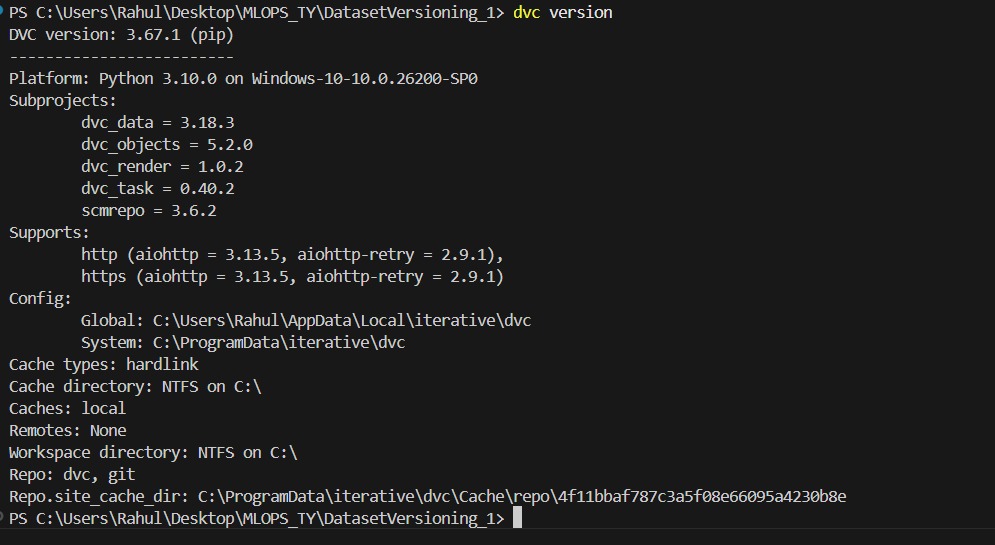 PS C:\Users\Rahul\Desktop\MLOPS_TY\DatasetVersioning_1> dvc version
DVC version: 3.67.1 (pip)
-------------------------
Platform: Python 3.10.0 on Windows-10-10.0.26200-SP0
Subprojects:
        dvc_data = 3.18.3
        dvc_objects = 5.2.0
        dvc_render = 1.0.2
        dvc_task = 0.40.2
        scmrepo = 3.6.2
Supports:
        http (aiohttp = 3.13.5, aiohttp-retry = 2.9.1),
        https (aiohttp = 3.13.5, aiohttp-retry = 2.9.1)
Config:
        Global: C:\Users\Rahul\AppData\Local\iterative\dvc
        System: C:\ProgramData\iterative\dvc
Cache types: hardlink
Cache directory: NTFS on C:\
Caches: local
Remotes: None
Workspace directory: NTFS on C:\
Repo: dvc, git
Repo.site_cache_dir: C:\ProgramData\iterative\dvc\Cache\repo\4f11bbaf787c3a5f08e66095a4230b8e
PS C:\Users\Rahul\Desktop\MLOPS_TY\DatasetVersioning_1>